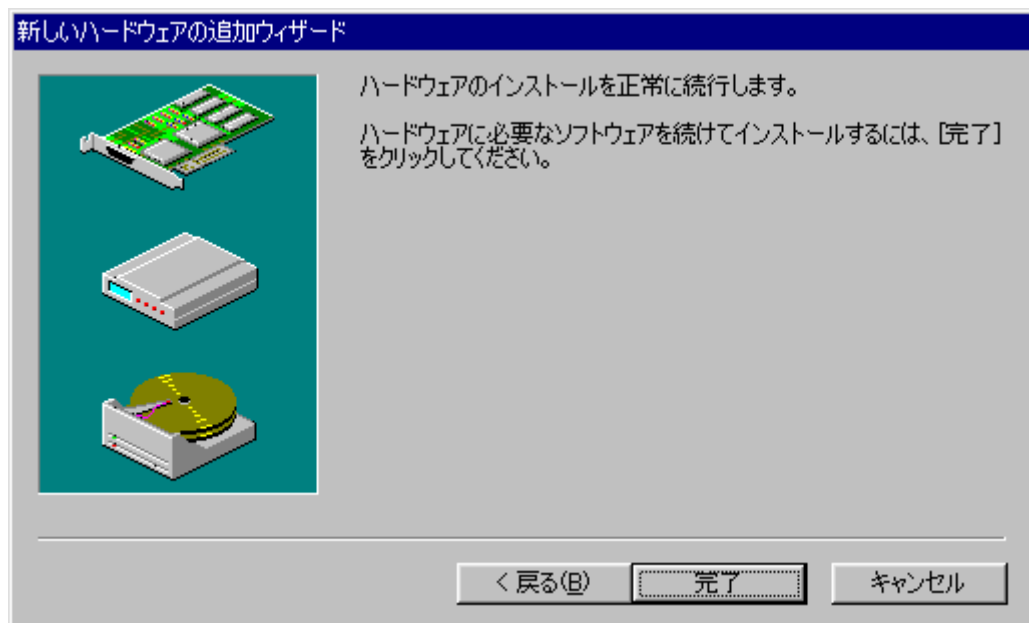 新しいハードウェアの追加ウィザード
ハードウェアのインストールを正常に続行します。
ハードウェアに必要なソフトウェアを続けてインストールするには、[完了]
をクリックしてください。
< 戻る(B)
完了
キャンセル